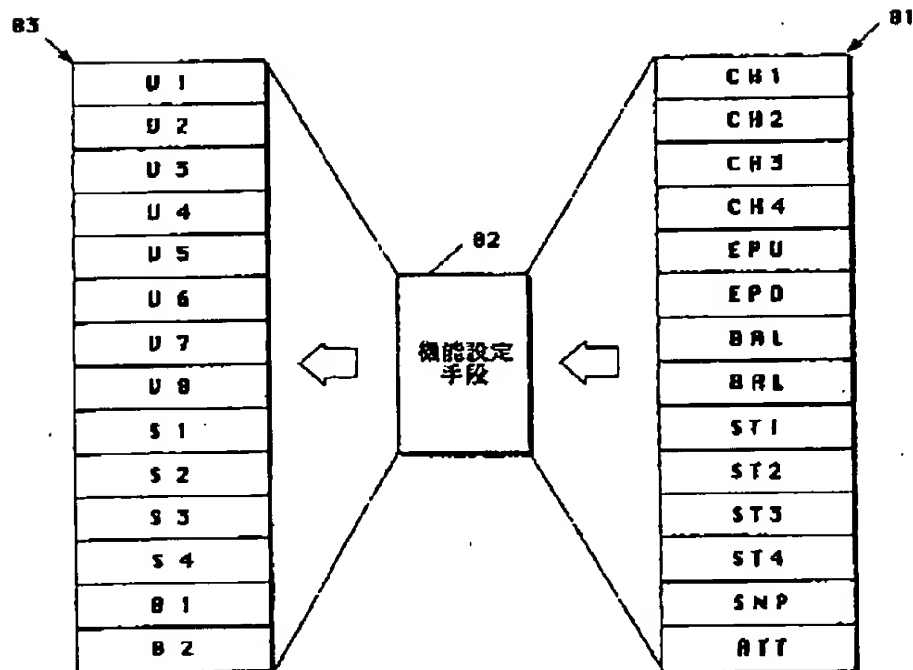 83
81
V 1
V 2
V 3
V 4
V 5
V 6
V 7
V 8
S 1
S 2
S 3
S 4
B 1
B 2
82
機能設定
手段
CH1
CH2
CH3
CH4
EPU
EPD
BAL
BAL
ST1
ST2
ST3
ST4
SNP
ATT